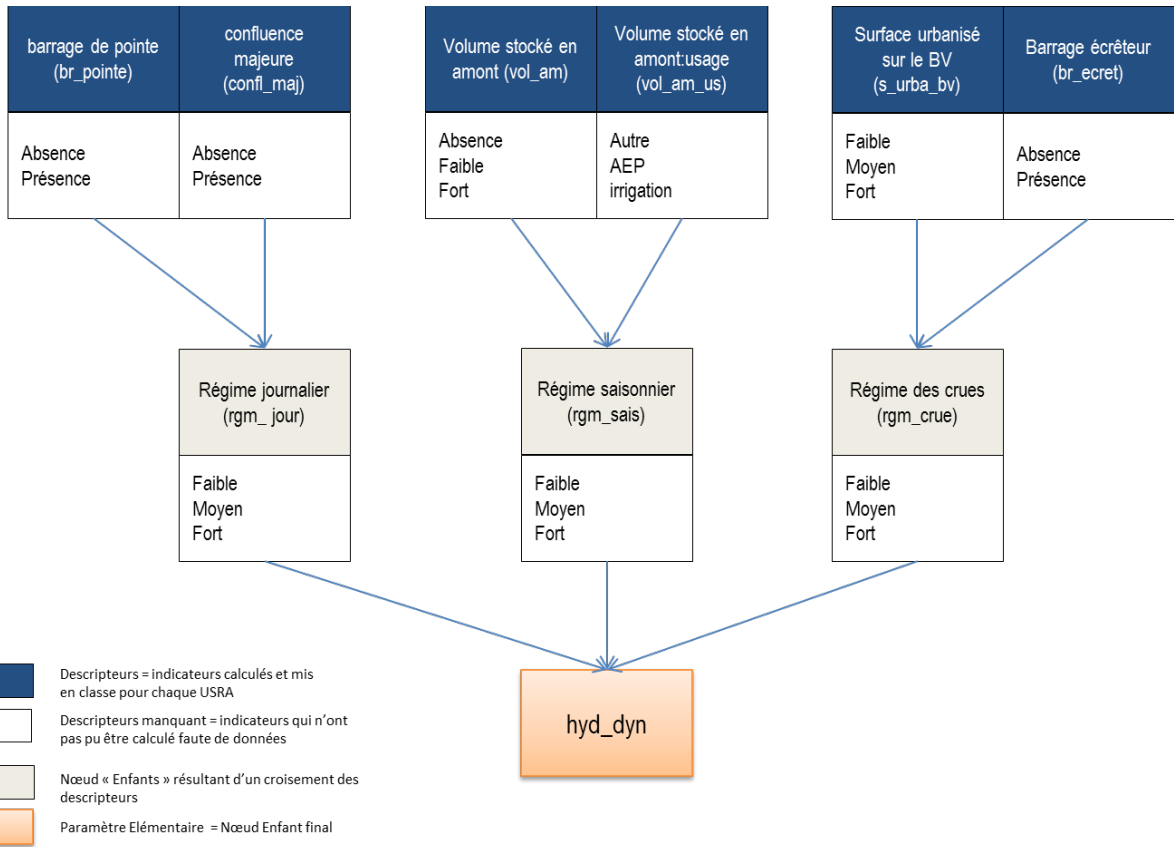 barrage de pointe
(br_pointe)
confluence
majeure
(confl_maj)
Absence
Présence
Absence
Présence
Volume stocké en
amont (vol_am)
Volume stocké en
amont:usage
(vol_am_us)
Absence
Faible
Fort
Autre
AEP
irrigation
Surface urbanisé
sur le BV
(s_urba_bv)
Barrage écrêteur
(br_ecret)
Faible
Moyen
Fort
Absence
Présence
Régime journalier
(rgm_ jour)
Faible
Moyen
Fort
Régime saisonnier
(rgm_sais)
Faible
Moyen
Fort
Régime des crues
(rgm_crue)
Faible
Moyen
Fort
hyd_dyn
Descripteurs = indicateurs calculés et mis
en classe pour chaque USRA
Descripteurs manquant = indicateurs qui n'ont
pas pu être calculé faute de données
Nœud « Enfants » résultant d'un croisement des
descripteurs
Paramètre Elémentaire = Nœud Enfant final